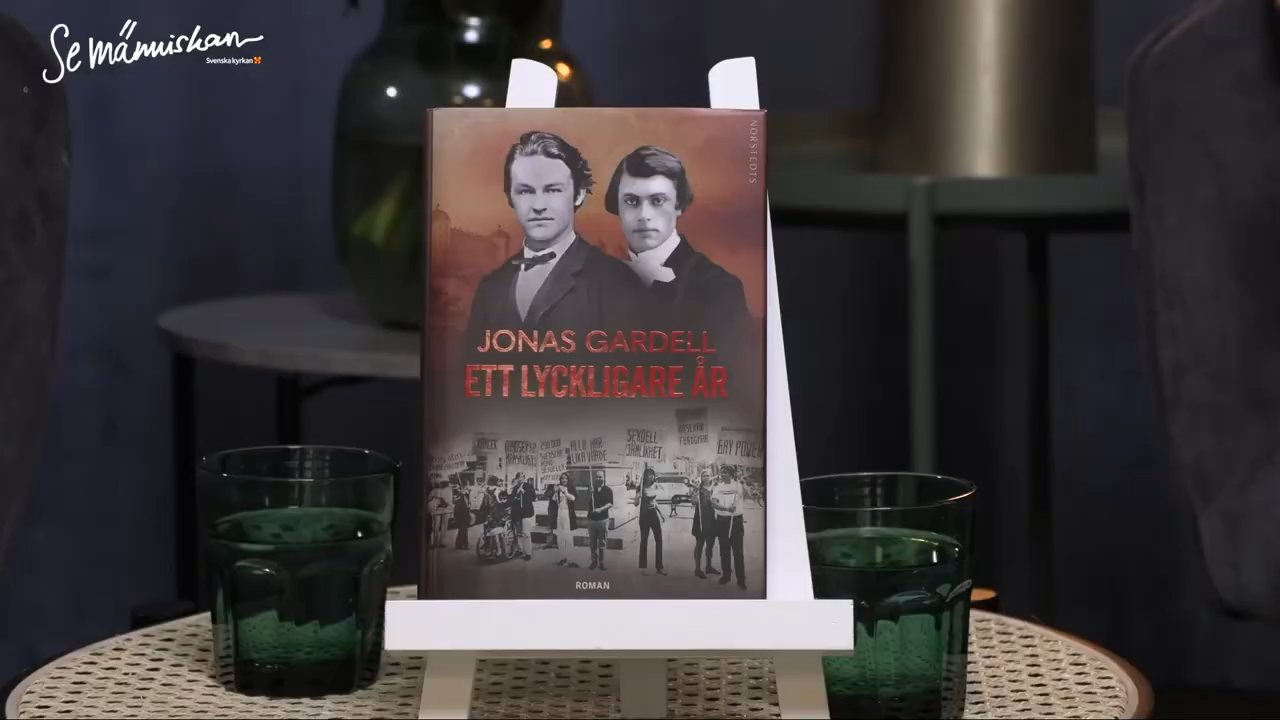 Se människan
Svenska kyrkan
NORSTEDTS
JONAS GARDELL
ETT LYCKLIGARE ÅR
ALLA HAR
LIKA VÄRDE
SEXUELL
JÄMLIKHET
GAY POWER
ROMAN